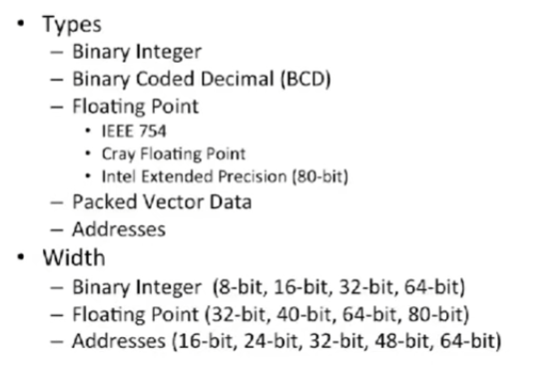 • Types
– Binary Integer
– Binary Coded Decimal (BCD)
– Floating Point
• IEEE 754
• Cray Floating Point
• Intel Extended Precision (80-bit)
– Packed Vector Data
– Addresses
• Width
– Binary Integer (8-bit, 16-bit, 32-bit, 64-bit)
– Floating Point (32-bit, 40-bit, 64-bit, 80-bit)
– Addresses (16-bit, 24-bit, 32-bit, 48-bit, 64-bit)